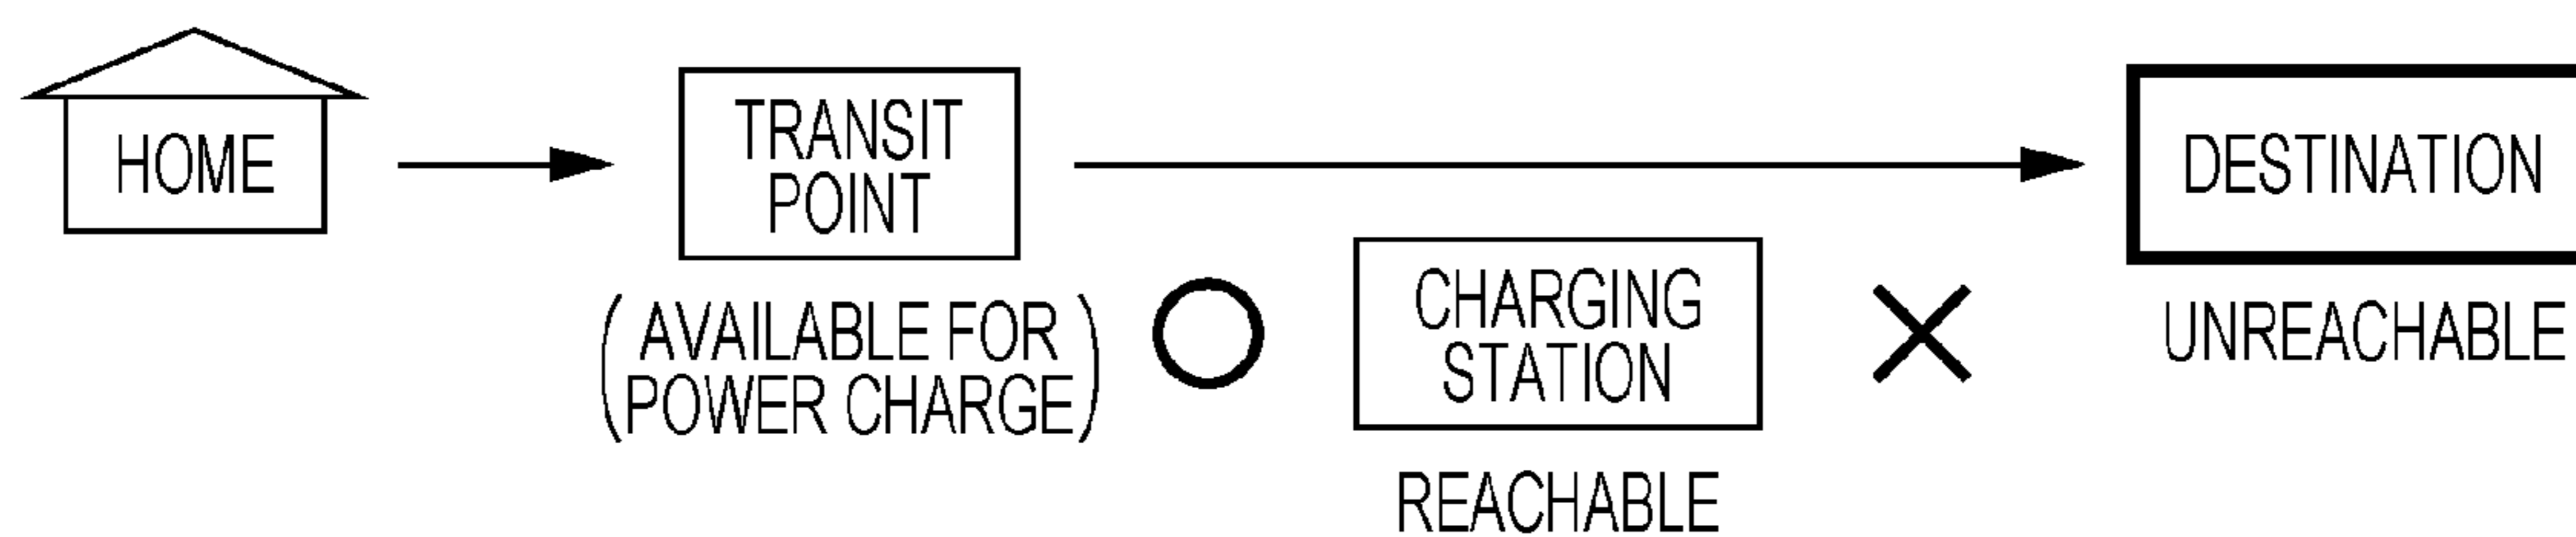 HOME
TRANSIT
POINT
(AVAILABLE FOR
POWER CHARGE)
CHARGING
STATION
REACHABLE
DESTINATION
UNREACHABLE